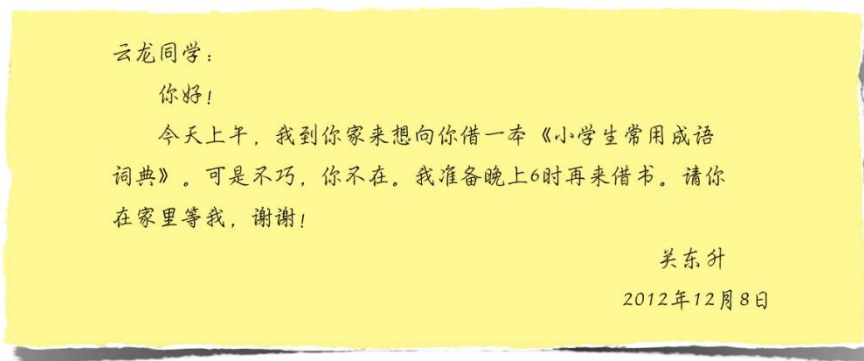 云龙同学：
你好！
今天上午，我到你家来想向你借一本《小学生常用成语
词典》。可是不巧，你不在。我准备晚上6时再来借书。请你
在家里等我，谢谢！
关东升
2012年12月8日